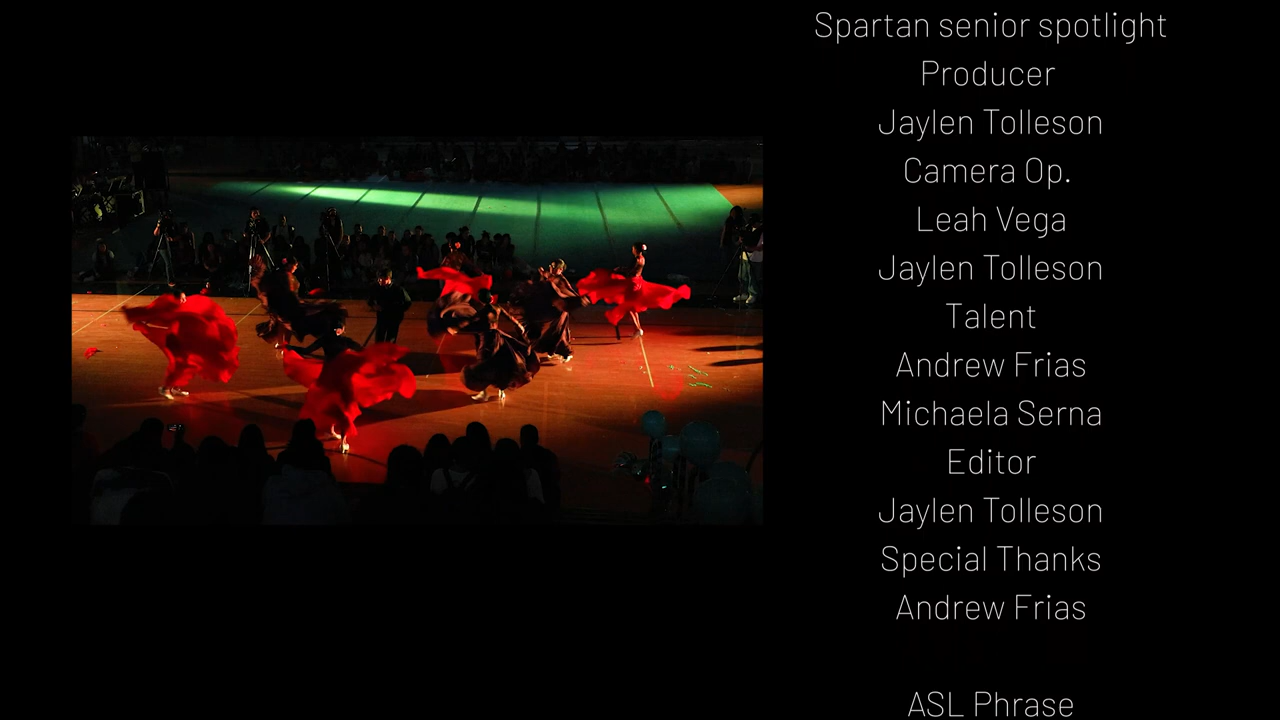 Spartan senior spotlight
Producer
Jaylen Tolleson
Camera Op.
Leah Vega
Jaylen Tolleson
Talent
Andrew Frias
Michaela Serna
Editor
Jaylen Tolleson
Special Thanks
Andrew Frias
ASL Phrase